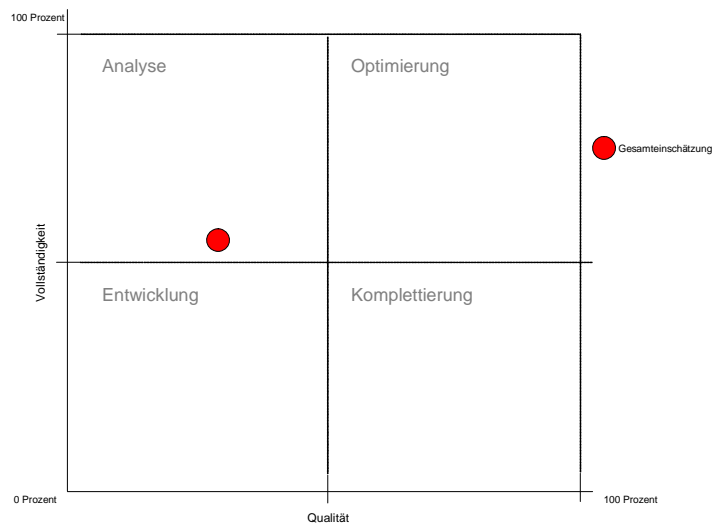 100 Prozent
Analyse
Optimierung
Gesamteinschätzung
Vollständigkeit
Entwicklung
Komplettierung
0 Prozent
100 Prozent
Qualität